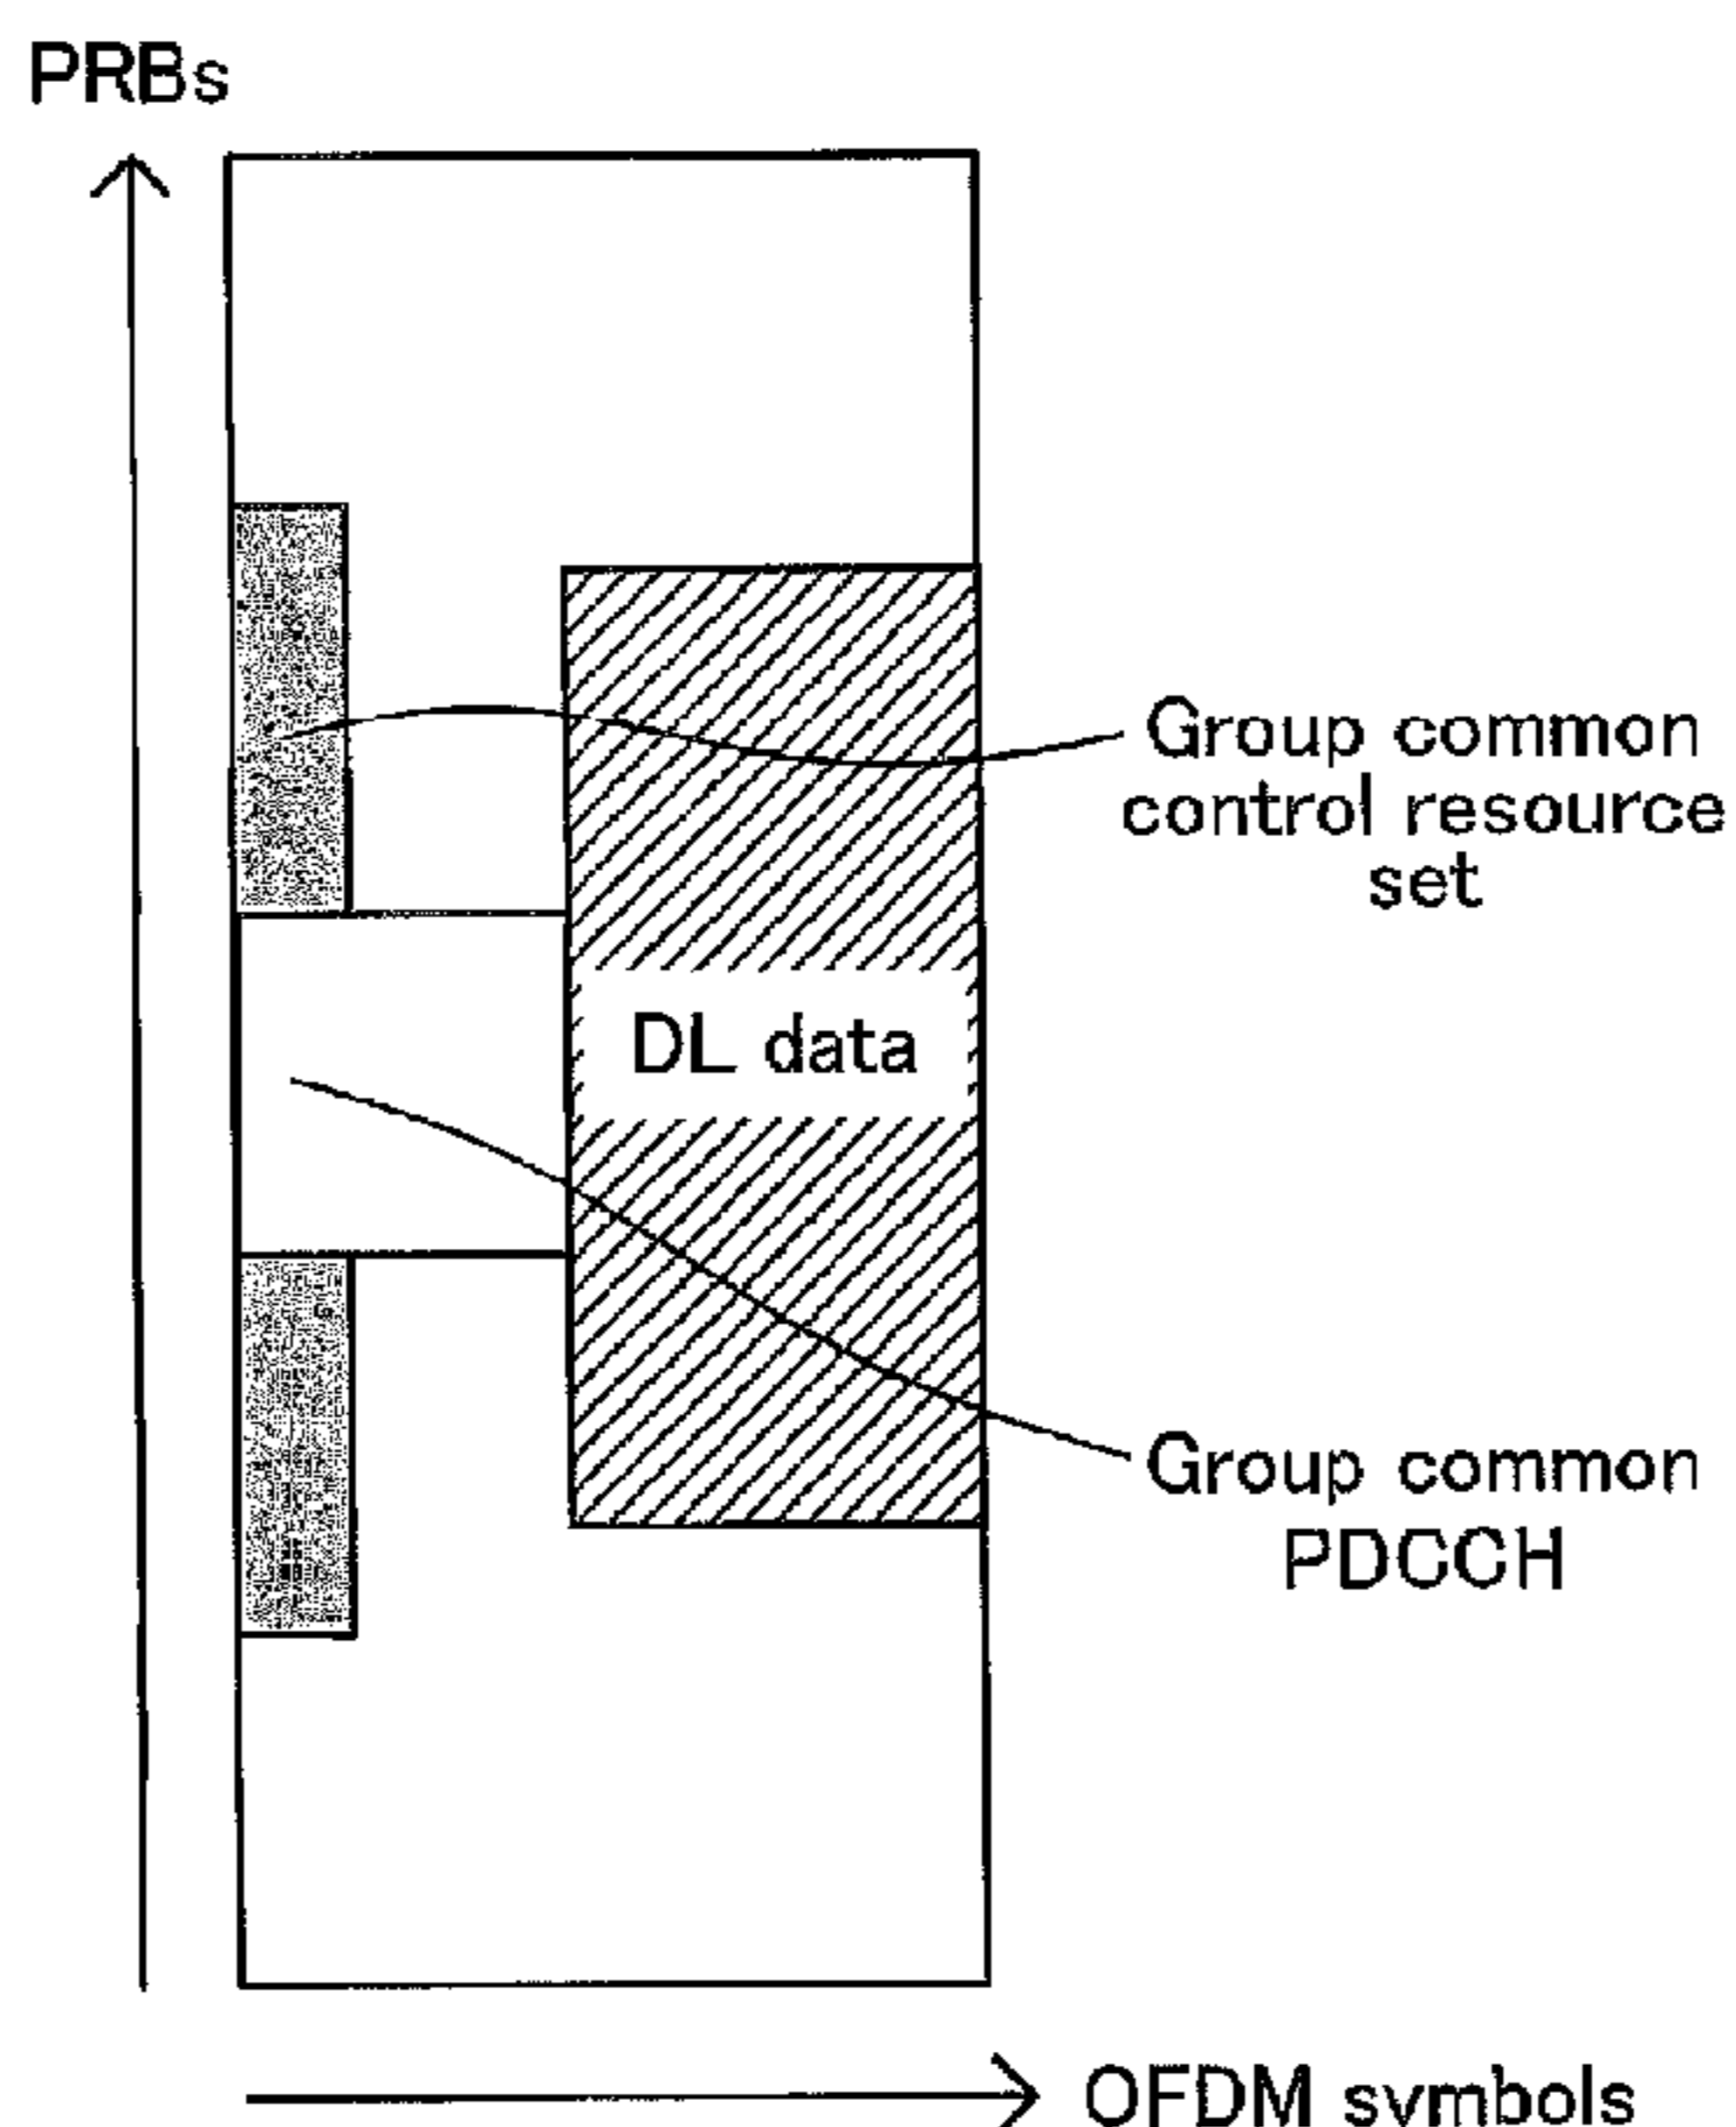 PRBs
Group common
control resource
set
DL data
Group common
PDCCH
OFDM symbols